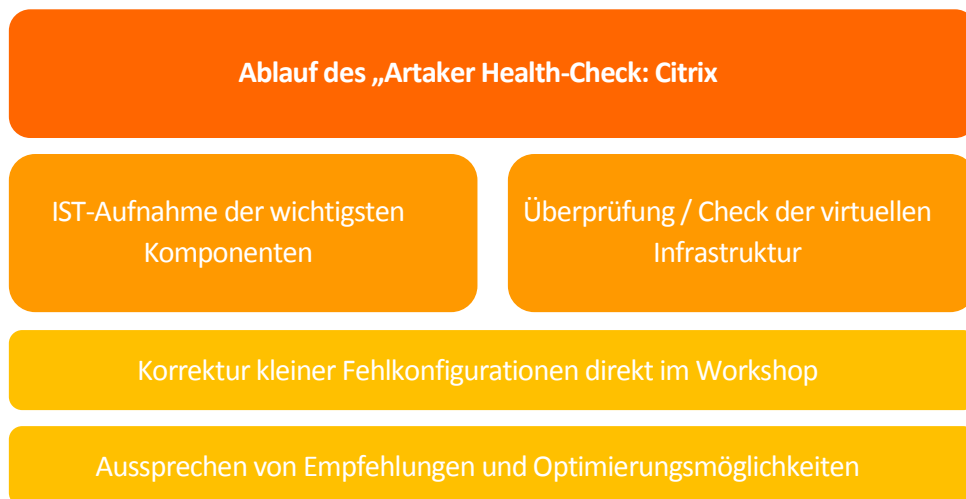 Ablauf des „Artaker Health-Check: Citrix
IST-Aufnahme der wichtigsten
Komponenten
Überprüfung / Check der virtuellen
Infrastruktur
Korrektur kleiner Fehlkonfigurationen direkt im Workshop
Aussprechen von Empfehlungen und Optimierungsmöglichkeiten